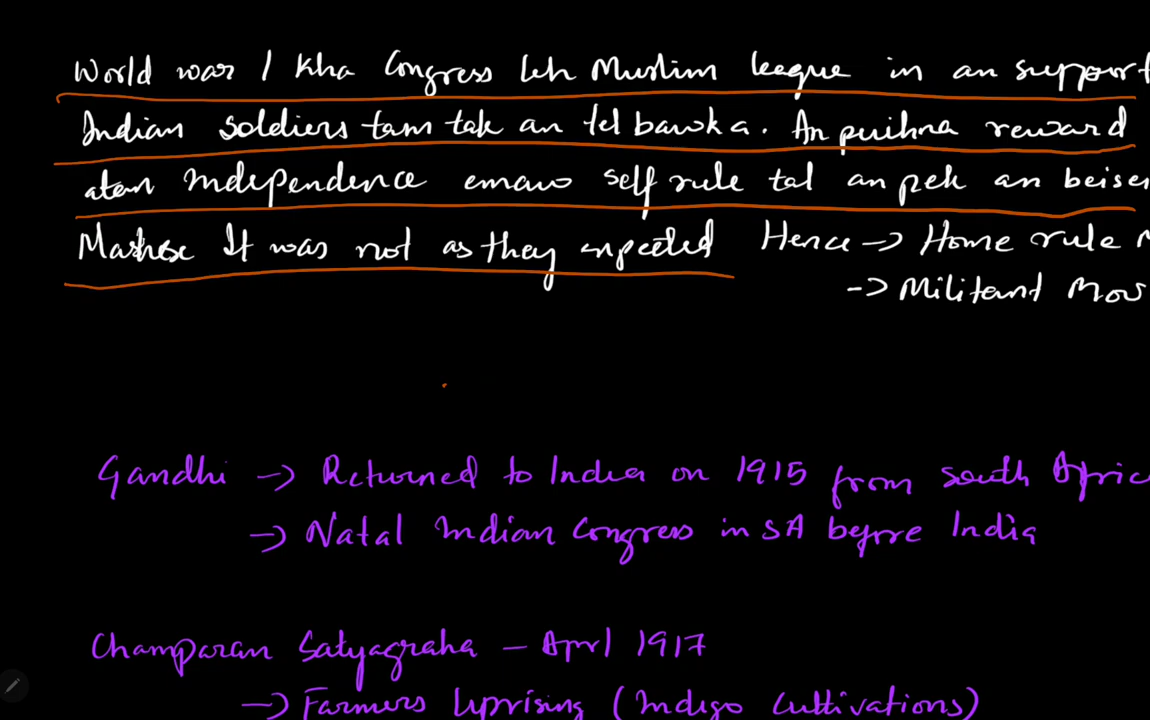 World war 1 kha Congress leh Muslim league in an support
Indian soldiers tam tak an tel bawk a. An puihna reward
atan independence emaw self rule tal an pek an beisei
Mahse It was not as they expected Hence -> Home rule M
-> Militant Mov
Gandhi -> Returned to India on 1915 from South Afric
-> Natal Indian Congress in SA before India
Champaran Satyagraha - April 1917
-> Farmers Uprising (Indigo Cultivations)